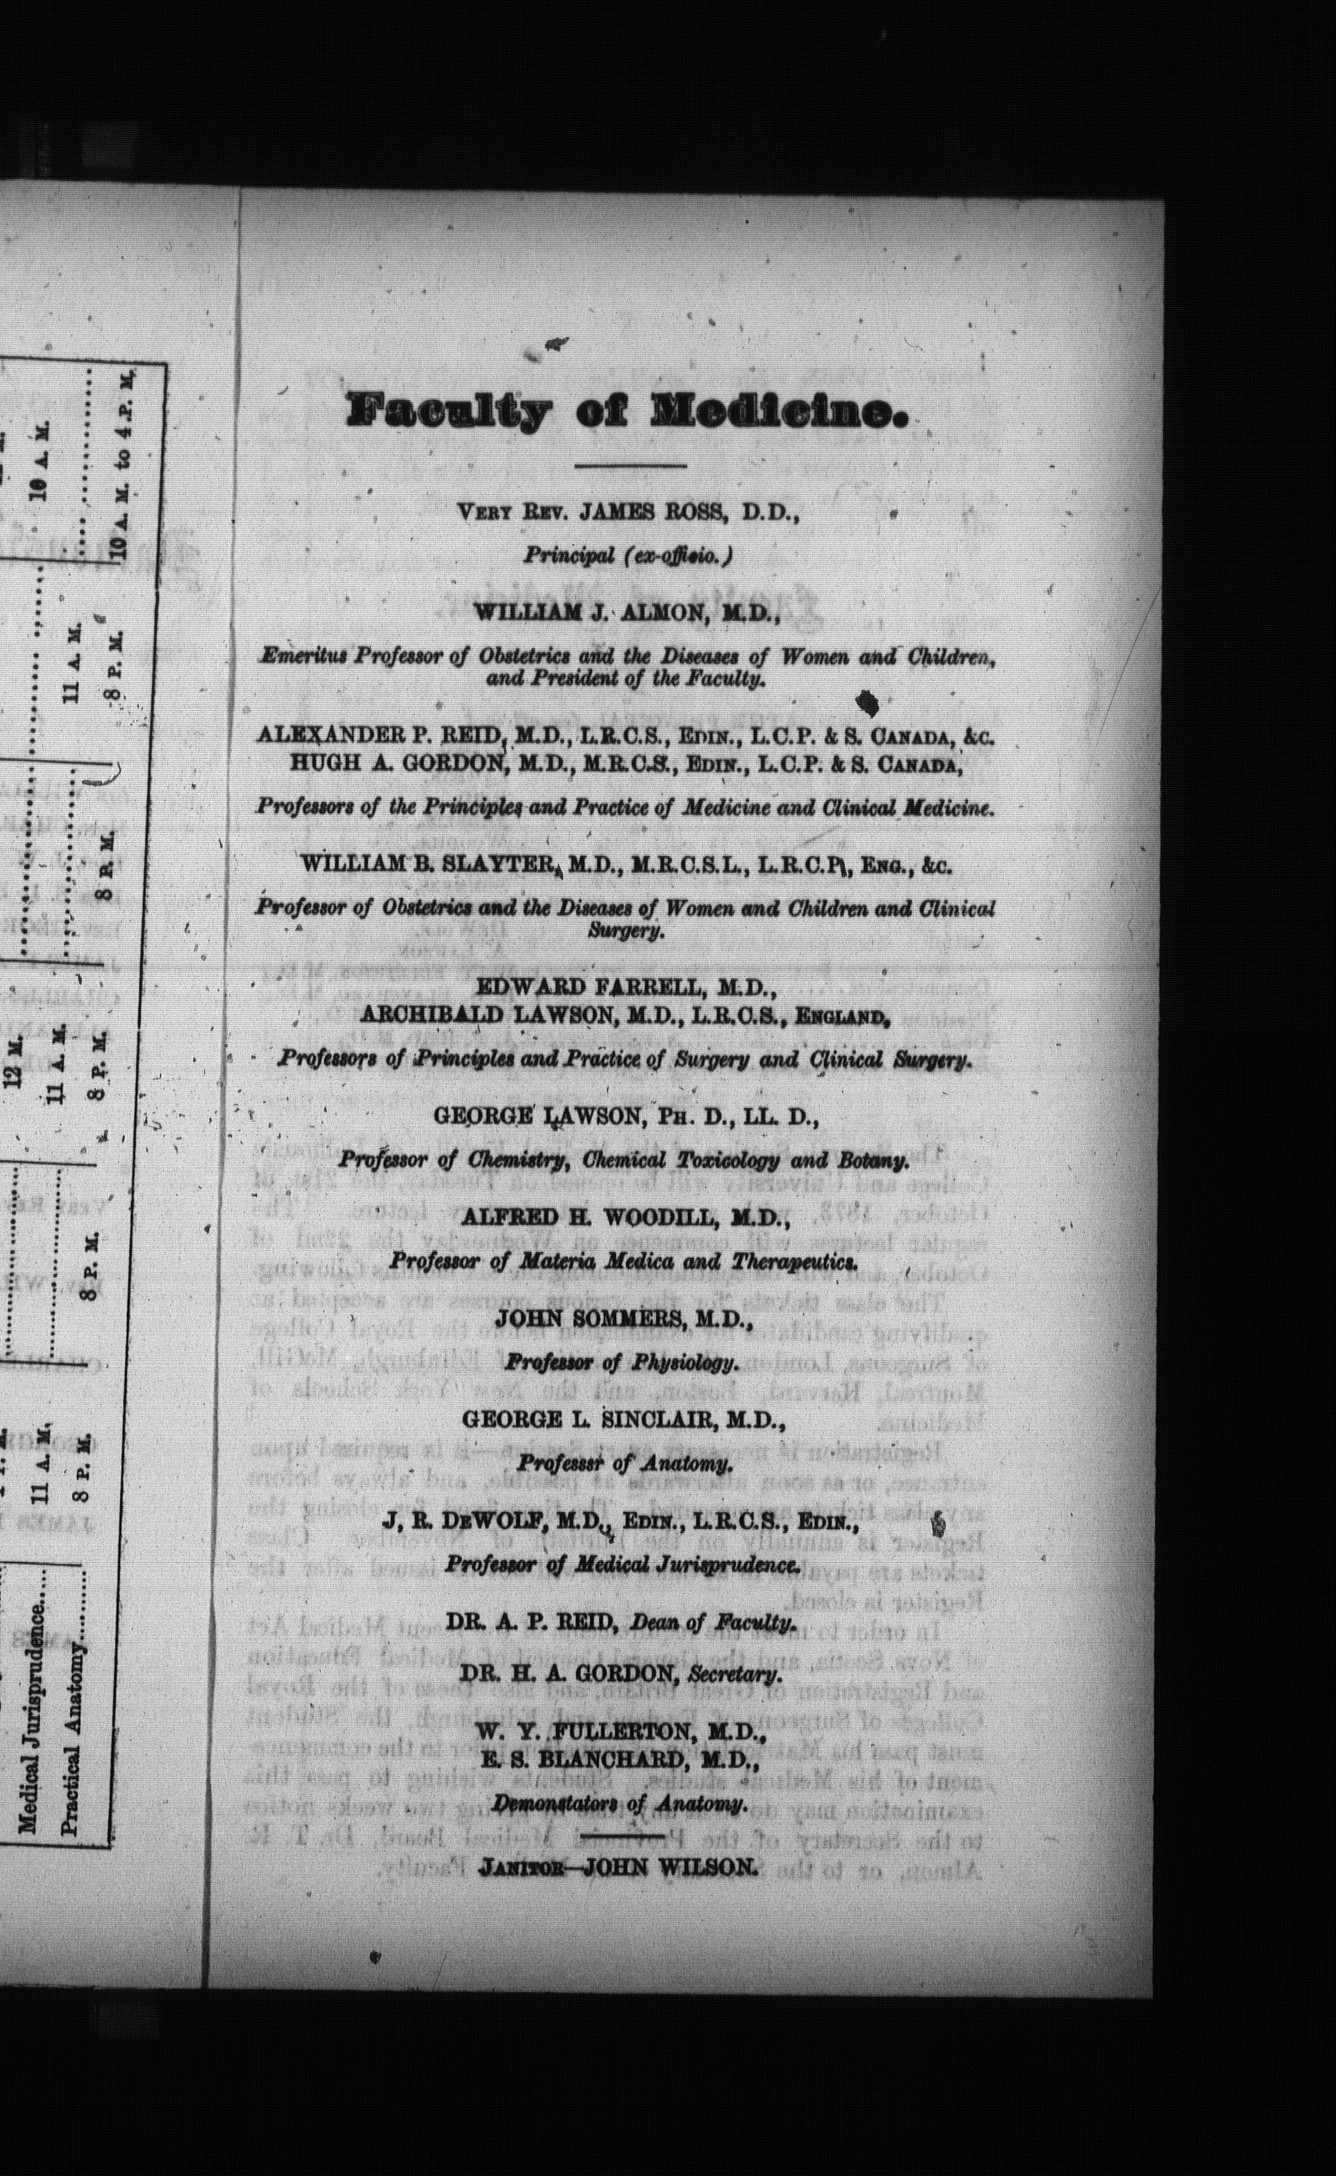 Faculty of Medicine.
VERY REV. JAMES ROSS, D.D.,
Principal (ex-officio.)
WILLIAM J. ALMON, M.D.,
Emeritus Professor of Obstetrics and the Diseases of Women and Children,
and President of the Faculty.
ALEXANDER P. REID, M.D., L.R.C.S., EDIN., L.C.P. & S. CANADA, &C.
HUGH A. GORDON, M.D., M.R.C.S., EDIN., L.C.P. & S. CANADA,
Professors of the Principles and Practice of Medicine and Clinical Medicine.
WILLIAM B. SLAYTER, M.D., M.R.C.S.L., L.R.C.P., ENG., &C.
Professor of Obstetrics and the Diseases of Women and Children and Clinical
Surgery.
EDWARD FARRELL, M.D.,
ARCHIBALD LAWSON, M.D., L.R.C.S., ENGLAND,
Professors of Principles and Practice of Surgery and Clinical Surgery.
GEORGE LAWSON, PH. D., LL. D.,
Professor of Chemistry, Chemical Toxicology and Botany.
ALFRED H. WOODILL, M.D.,
Professor of Materia Medica and Therapeutics.
JOHN SOMMERS, M.D.,
Professor of Physiology.
GEORGE L. SINCLAIR, M.D.,
Professsr of Anatomy.
J, R. DEWOLF, M.D., EDIN., L.R.C.S., EDIN.,
Professor of Medical Jurisprudence.
DR. A. P. REID, Dean of Faculty.
DR. H. A. GORDON, Secretary.
W. Y. FULLERTON, M.D.,
E. S. BLANCHARD, M.D.,
Demonstators of Anatomy.
JANITOR—JOHN WILSON.
12 M.
10 A. M.
Medical Jurisprudence...... 11 A. M. 11 A. M. 11 A. M.
Practical Anatomy......... 8 P. M. 8 P. M. 8 P. M. 8 P. M. 8 P. M. 10 A. M. to 4 P. M.